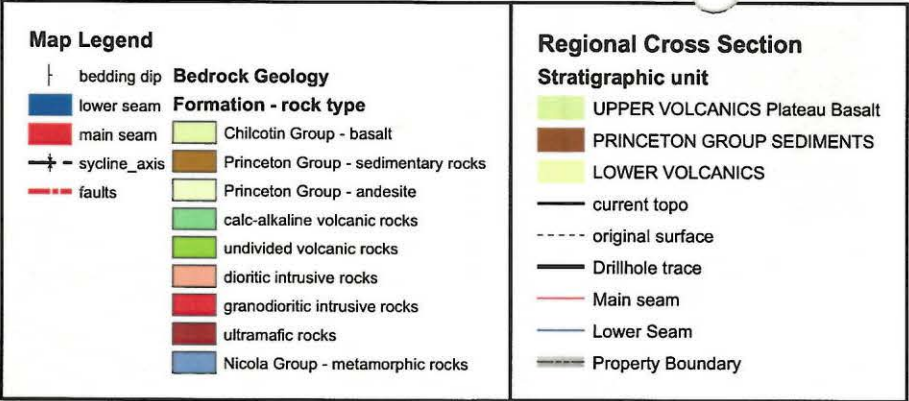 Map Legend
bedding dip
lower seam
main seam
sycline_axis
faults
Bedrock Geology
Formation - rock type
Chilcotin Group - basalt
Princeton Group - sedimentary rocks
Princeton Group - andesite
calc-alkaline volcanic rocks
undivided volcanic rocks
dioritic intrusive rocks
granodioritic intrusive rocks
ultramafic rocks
Nicola Group - metamorphic rocks
Regional Cross Section
Stratigraphic unit
UPPER VOLCANICS Plateau Basalt
PRINCETON GROUP SEDIMENTS
LOWER VOLCANICS
current topo
original surface
Drillhole trace
Main seam
Lower Seam
Property Boundary